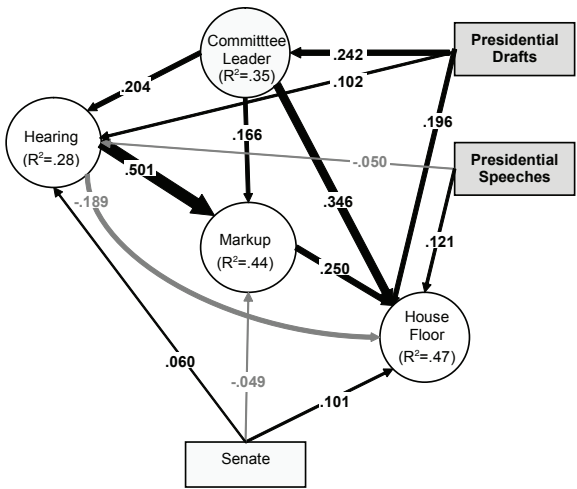 Committtee
Leader
(R²=.35)
Presidential
Drafts
.242
.204
.102
.196
.166
Hearing
(R²=.28)
.501
-.050
Presidential
Speeches
-.189
.346
.121
Markup
(R²=.44)
.250
House
Floor
(R²=.47)
.060
-.049
.101
Senate